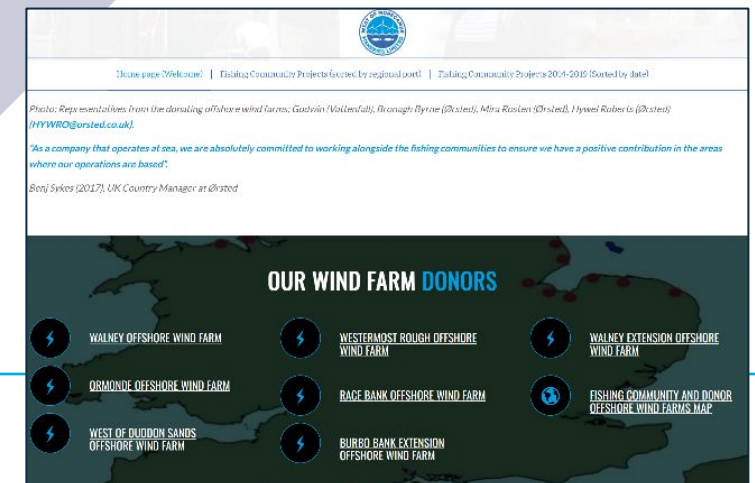 WEST OF MORECAMBE
FISHERIES LIMITED
Home page (Welcome) | Fishing Community Projects (sorted by regional port) | Fishing Community Projects 2014-2019 (Sorted by date)
Photo: Representatives from the donating offshore wind farms; Godwin (Vattenfall), Bronagh Byrne (Ørsted), Mira Rosten (Ørsted), Hywel Roberts (Ørsted)
(HYWRO@orsted.co.uk).
"As a company that operates at sea, we are absolutely committed to working alongside the fishing communities to ensure we have a positive contribution in the areas
where our operations are based".
Benj Sykes (2017), UK Country Manager at Ørsted
OUR WIND FARM DONORS
WALNEY OFFSHORE WIND FARM
ORMONDE OFFSHORE WIND FARM
WEST OF DUDDON SANDS
OFFSHORE WIND FARM
WESTERMOST ROUGH OFFSHORE
WIND FARM
RACE BANK OFFSHORE WIND FARM
BURBO BANK EXTENSION
OFFSHORE WIND FARM
WALNEY EXTENSION OFFSHORE
WIND FARM
FISHING COMMUNITY AND DONOR
OFFSHORE WIND FARMS MAP